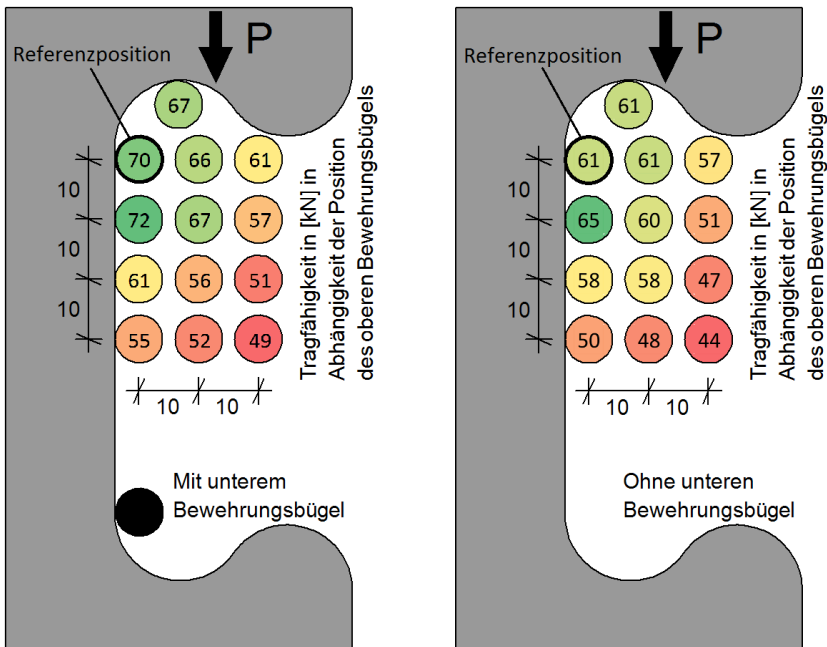 P
Referenzposition
67
70 66 61
10
72 67 57
10
61 56 51
10
55 52 49
10 10
Tragfähigkeit in [kN] in
Abhängigkeit der Position
des oberen Bewehrungsbügels
Mit unterem
Bewehrungsbügel
P
Referenzposition
61
61 61 57
10
65 60 51
10
58 58 47
10
50 48 44
10 10
Tragfähigkeit in [kN] in
Abhängigkeit der Position
des oberen Bewehrungsbügels
Ohne unteren
Bewehrungsbügel